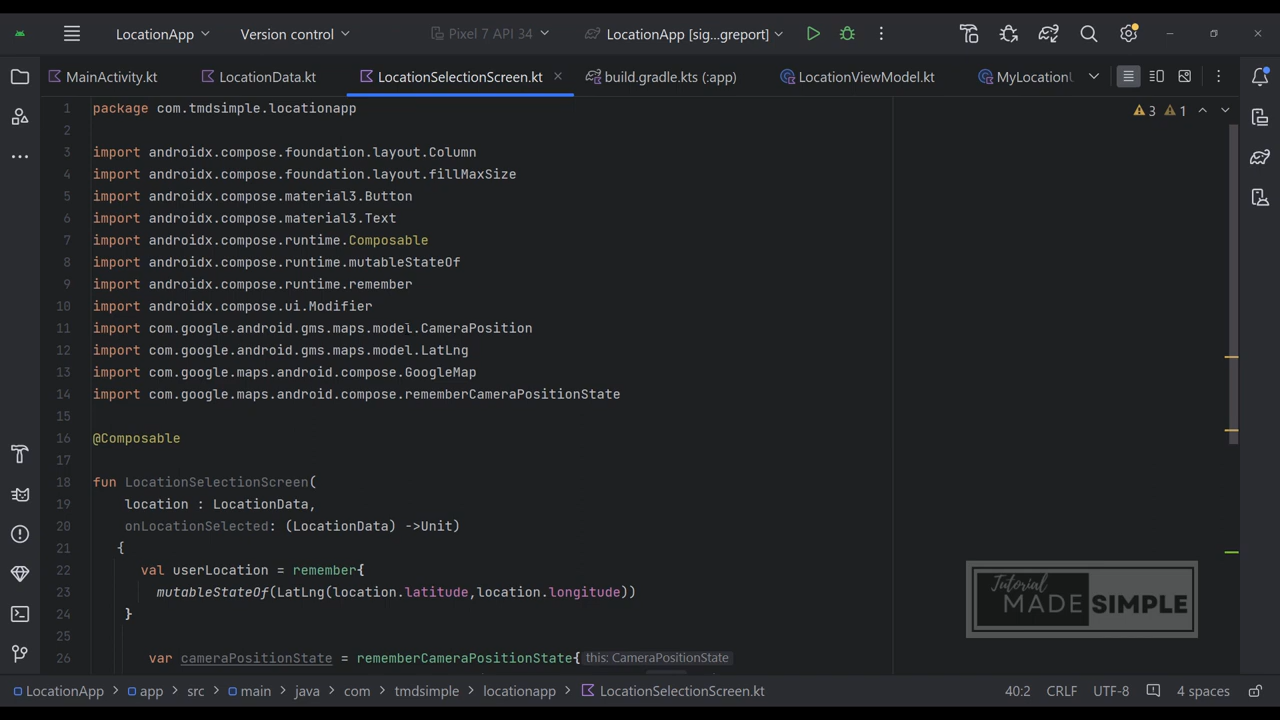 LocationApp
Version control
Pixel 7 API 34
LocationApp [sig...greport]
MainActivity.kt
LocationData.kt
LocationSelectionScreen.kt
build.gradle.kts (:app)
LocationViewModel.kt
MyLocationU
3
1
1 package com.tmdsimple.locationapp
2
3 import androidx.compose.foundation.layout.Column
4 import androidx.compose.foundation.layout.fillMaxSize
5 import androidx.compose.material3.Button
6 import androidx.compose.material3.Text
7 import androidx.compose.runtime.Composable
8 import androidx.compose.runtime.mutableStateOf
9 import androidx.compose.runtime.remember
10 import androidx.compose.ui.Modifier
11 import com.google.android.gms.maps.model.CameraPosition
12 import com.google.android.gms.maps.model.LatLng
13 import com.google.maps.android.compose.GoogleMap
14 import com.google.maps.android.compose.rememberCameraPositionState
15
16 @Composable
17
18 fun LocationSelectionScreen(
19 location : LocationData,
20 onLocationSelected: (LocationData) ->Unit)
21 {
22 val userLocation = remember{
23 mutableStateOf(LatLng(location.latitude,location.longitude))
24 }
25
26 var cameraPositionState = rememberCameraPositionState{ this: CameraPositionState
Tutorial
MADE SIMPLE
LocationApp > app > src > main > java > com > tmdsimple > locationapp > LocationSelectionScreen.kt
40:2 CRLF UTF-8 4 spaces